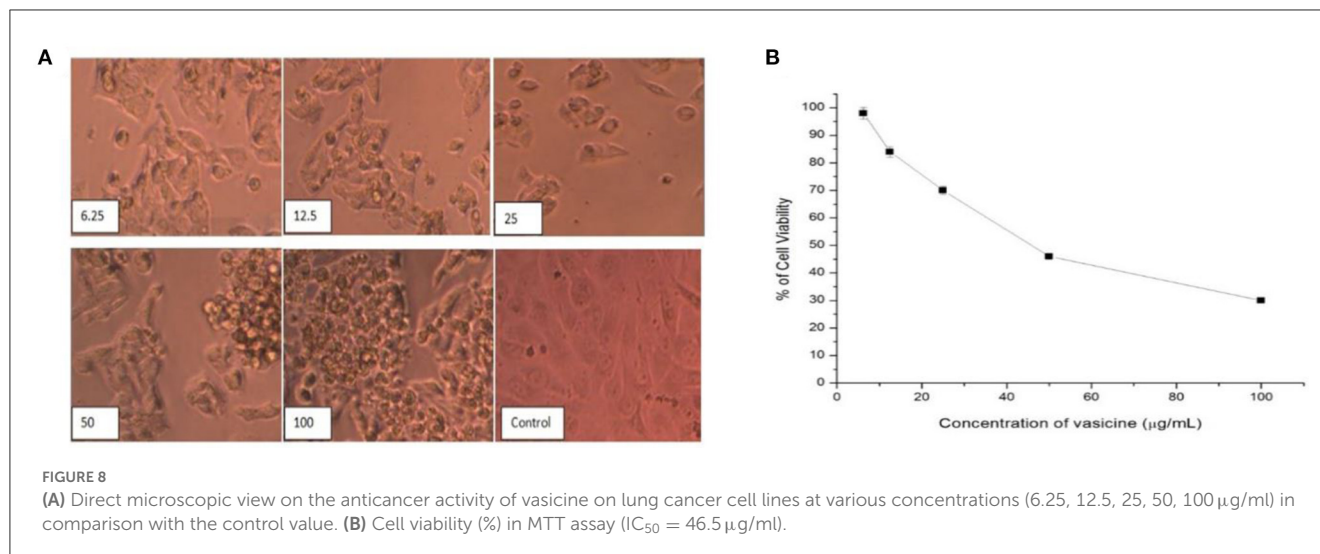 A
6.25
12.5
25
50
100
Control
B
% of Cell Viability
100
90
80
70
60
50
40
30
20
10
0
0 20 40 60 80 100
Concentration of vasicine (μg/mL)
FIGURE 8
(A) Direct microscopic view on the anticancer activity of vasicine on lung cancer cell lines at various concentrations (6.25, 12.5, 25, 50, 100 μg/ml) in
comparison with the control value. (B) Cell viability (%) in MTT assay (IC₅₀ = 46.5 μg/ml).